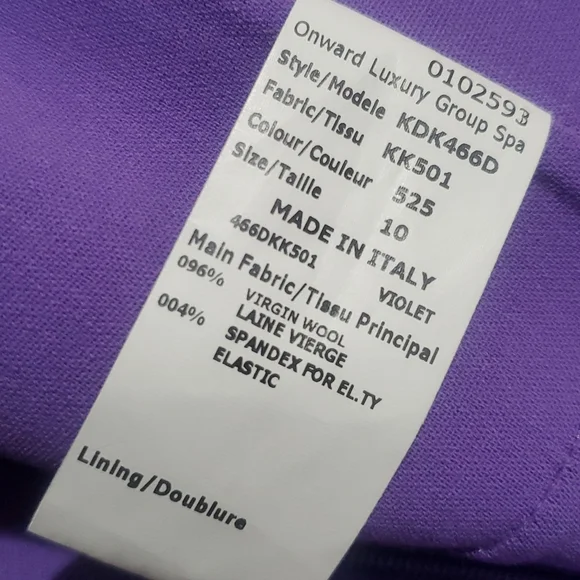 0102593
Onward Luxury Group Spa
Style/Modele KDK466D
Fabric/Tissu KK501
Colour/Couleur 525
Size/Taille 10
MADE IN ITALY
466DKK501 VIOLET
Main Fabric/Tissu Principal
096% VIRGIN WOOL
LAINE VIERGE
004% SPANDEX FOR EL.TY
ELASTIC
Lining/Doublure